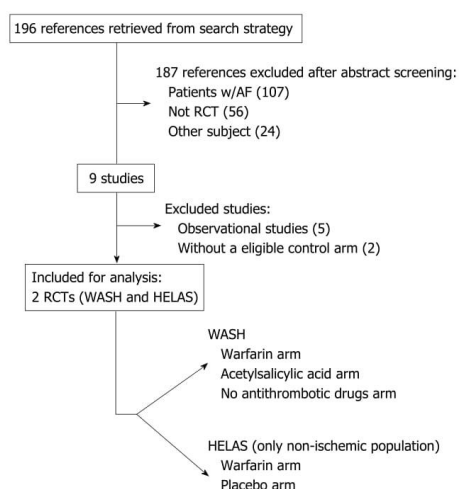 196 references retrieved from search strategy
187 references excluded after abstract screening:
Patients w/AF (107)
Not RCT (56)
Other subject (24)
9 studies
Excluded studies:
Observational studies (5)
Without a eligible control arm (2)
Included for analysis:
2 RCTs (WASH and HELAS)
WASH
Warfarin arm
Acetylsalicylic acid arm
No antithrombotic drugs arm
HELAS (only non-ischemic population)
Warfarin arm
Placebo arm